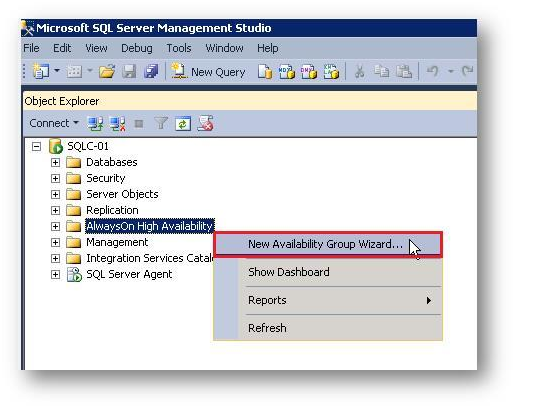 Microsoft SQL Server Management Studio
File Edit View Debug Tools Window Help
New Query
Object Explorer
Connect
SQLC-01
Databases
Security
Server Objects
Replication
AlwaysOn High Availability
New Availability Group Wizard...
Management
Integration Services Catal
Show Dashboard
SQL Server Agent
Reports
Refresh